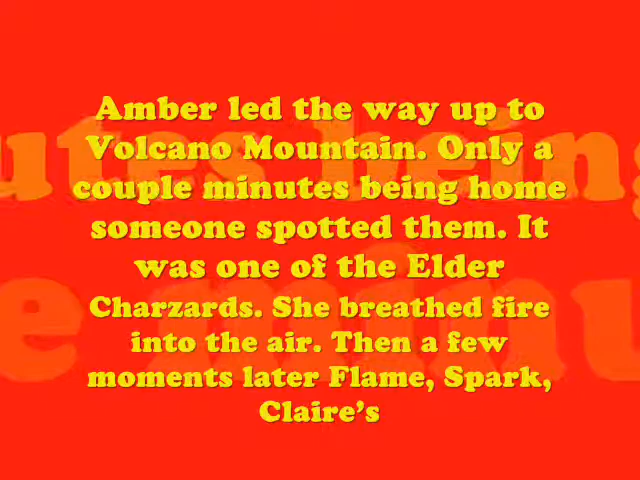 Amber led the way up to
Volcano Mountain. Only a
couple minutes being home
someone spotted them. It
was one of the Elder
Charzards. She breathed fire
into the air. Then a few
moments later Flame, Spark,
Claire’s